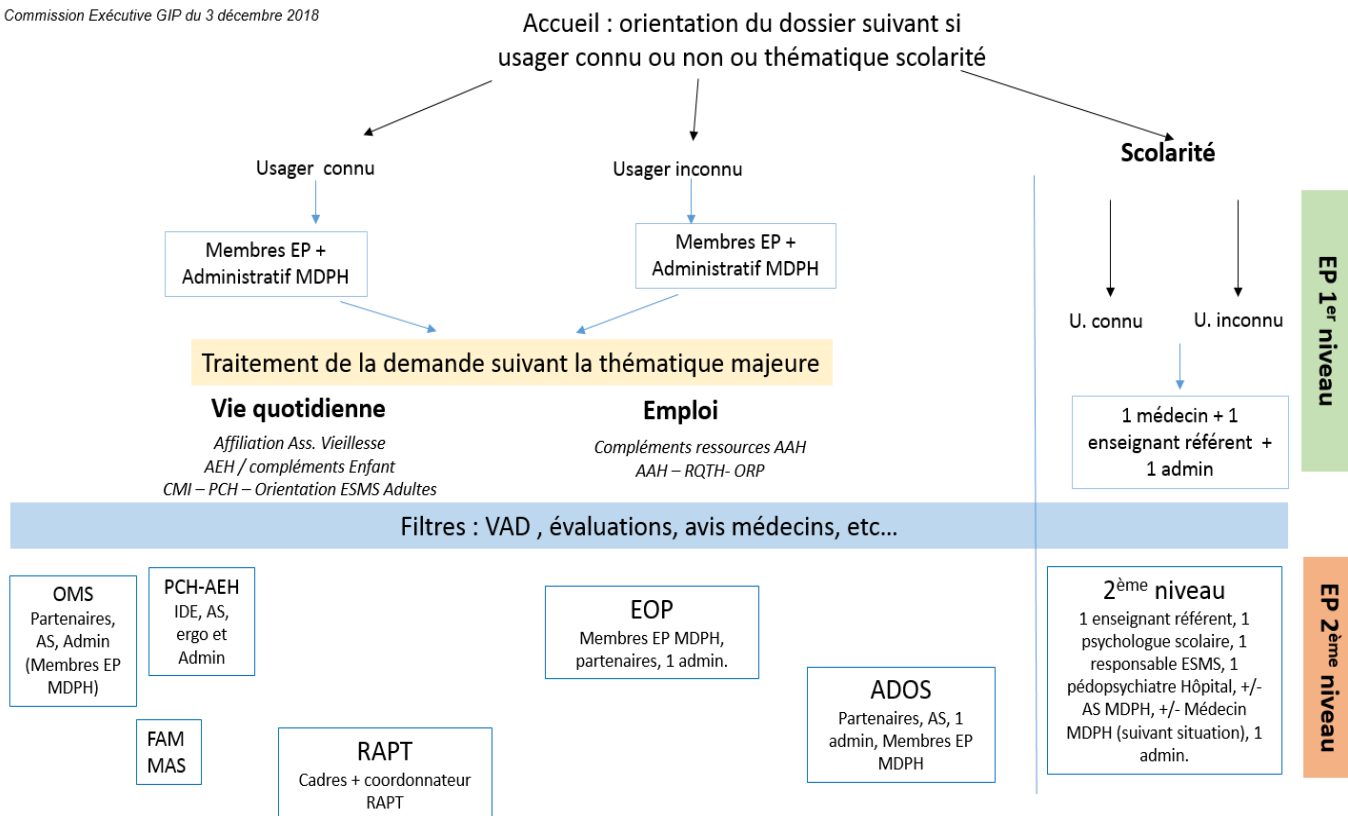 Commission Exécutive GIP du 3 décembre 2018
Accueil : orientation du dossier suivant si
usager connu ou non ou thématique scolarité
Usager connu
Usager inconnu
Scolarité
Membres EP +
Administratif MDPH
Membres EP +
Administratif MDPH
U. connu
U. inconnu
EP 1er niveau
Traitement de la demande suivant la thématique majeure
Vie quotidienne
Affiliation Ass. Vieillesse
AEH / compléments Enfant
CMI – PCH – Orientation ESMS Adultes
Emploi
Compléments ressources AAH
AAH – RQTH- ORP
1 médecin + 1
enseignant référent +
1 admin
Filtres : VAD , évaluations, avis médecins, etc…
OMS
Partenaires,
AS, Admin
(Membres EP
MDPH)
PCH-AEH
IDE, AS,
ergo et
Admin
FAM
MAS
RAPT
Cadres + coordonnateur
RAPT
EOP
Membres EP MDPH,
partenaires, 1 admin.
ADOS
Partenaires, AS, 1
admin, Membres EP
MDPH
2ème niveau
1 enseignant référent, 1
psychologue scolaire, 1
responsable ESMS, 1
pédopsychiatre Hôpital, +/-
AS MDPH, +/- Médecin
MDPH (suivant situation), 1
admin.
EP 2ème niveau